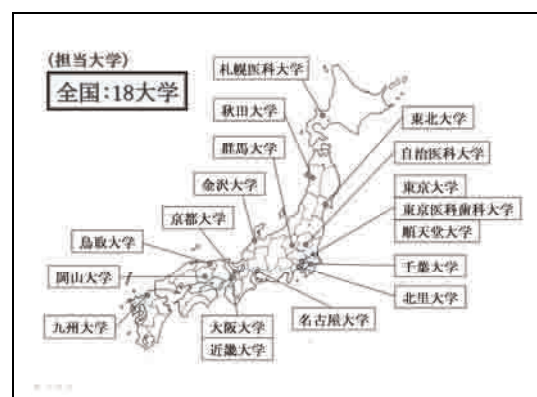 (担当大学)
全国:18大学
札幌医科大学
秋田大学
東北大学
群馬大学
自治医科大学
金沢大学
東京大学
東京医科歯科大学
順天堂大学
京都大学
鳥取大学
千葉大学
岡山大学
北里大学
九州大学
大阪大学
近畿大学
名古屋大学